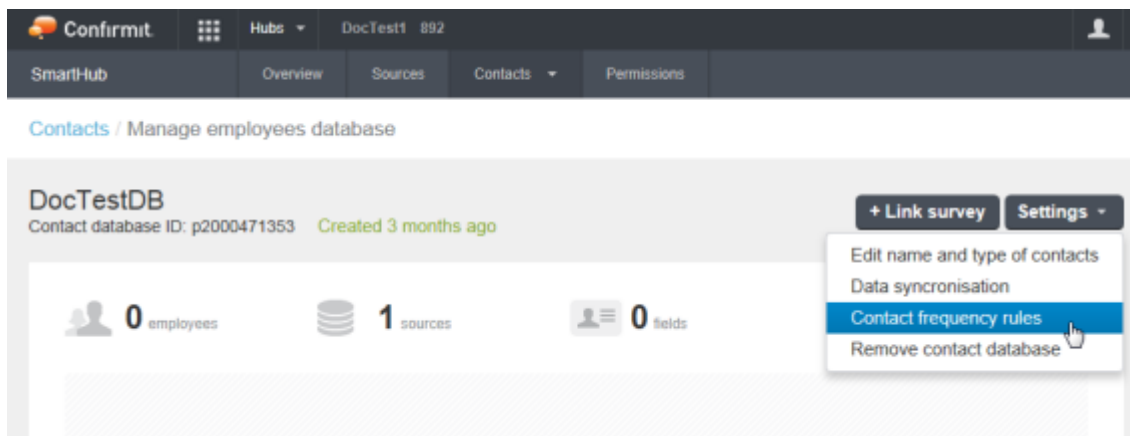 Confirmit. Hubs DocTest1 892
SmartHub Overview Sources Contacts Permissions
Contacts / Manage employees database
DocTestDB
Contact database ID: p2000471353 Created 3 months ago
+ Link survey Settings
Edit name and type of contacts
Data syncronisation
Contact frequency rules
Remove contact database
0 employees 1 sources 0 fields